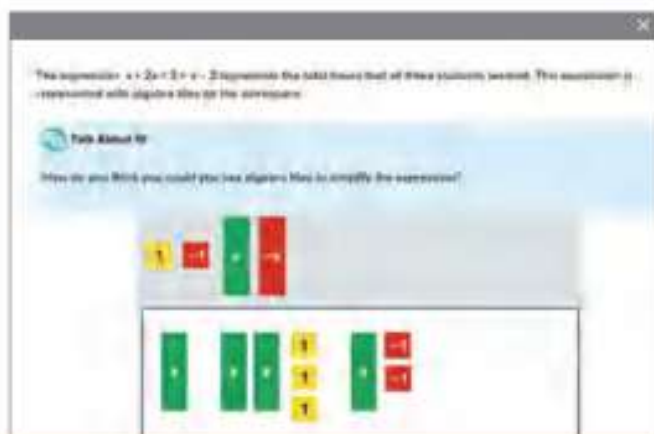 The expression x + 2x + 3 + x - 2 represents the total hours that all three students worked. This expression is
represented with algebra tiles on the workspace.
Talk About It!
How do you think you could use algebra tiles to simplify the expression?
1 -1 x -x
x x x 1 x -1
1 -1
1